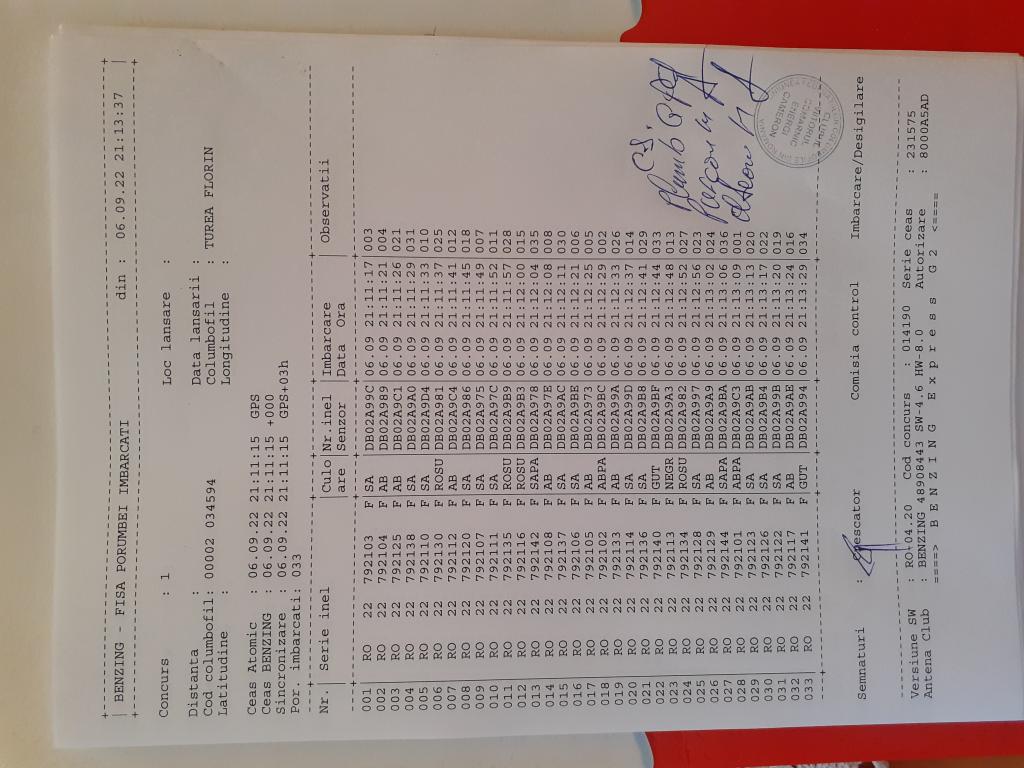 BENZING FISA PORUMBEI IMBARCATI din : 06.09.22 21:13:37
Concurs : 1 Loc lansare :
Distanta : Data lansarii :
Cod columbofil: 00002 034594 Columbofil : TUREA FLORIN
Latitudine : Longitudine :
Ceas Atomic : 06.09.22 21:11:15 GPS
Ceas BENZING : 06.09.22 21:11:15 +000
Sincronizare : 06.09.22 21:11:15 GPS+03h
Por. imbarcati: 033
Nr. | Serie inel |Culo|Nr.inel |Imbarcare |Observatii
|are |Senzor |Data Ora |
001 | RO 22 792103 F|SA |DB02A99C|06.09 21:11:17|003
002 | RO 22 792104 F|AB |DB02A989|06.09 21:11:21|004
003 | RO 22 792125 F|AB |DB02A9C1|06.09 21:11:26|021
004 | RO 22 792138 F|SA |DB02A9A0|06.09 21:11:29|031
005 | RO 22 792110 F|SA |DB02A9D4|06.09 21:11:33|010
006 | RO 22 792130 F|ROSU|DB02A981|06.09 21:11:37|025
007 | RO 22 792112 F|AB |DB02A9C4|06.09 21:11:41|012
008 | RO 22 792120 F|SA |DB02A986|06.09 21:11:45|018
009 | RO 22 792107 F|SA |DB02A975|06.09 21:11:49|007
010 | RO 22 792111 F|SA |DB02A97C|06.09 21:11:52|011
011 | RO 22 792135 F|ROSU|DB02A9B9|06.09 21:11:57|028
012 | RO 22 792116 F|ROSU|DB02A9B3|06.09 21:12:00|015
013 | RO 22 792142 F|SAPA|DB02A978|06.09 21:12:04|035
014 | RO 22 792108 F|AB |DB02A97E|06.09 21:12:08|008
015 | RO 22 792137 F|SA |DB02A9AC|06.09 21:12:11|030
016 | RO 22 792106 F|SA |DB02A9BE|06.09 21:12:21|006
017 | RO 22 792105 F|AB |DB02A973|06.09 21:12:25|005
018 | RO 22 792102 F|ABPA|DB02A9BC|06.09 21:12:29|002
019 | RO 22 792133 F|AB |DB02A99A|06.09 21:12:33|026
020 | RO 22 792114 F|SA |DB02A99D|06.09 21:12:37|014
021 | RO 22 792136 F|SA |DB02A9B8|06.09 21:12:41|029
022 | RO 22 792140 F|GUT |DB02A9BF|06.09 21:12:44|033
023 | RO 22 792113 F|NEGR|DB02A9A3|06.09 21:12:48|013
024 | RO 22 792134 F|ROSU|DB02A982|06.09 21:12:52|027
025 | RO 22 792128 F|SA |DB02A997|06.09 21:12:56|023
026 | RO 22 792129 F|AB |DB02A9A9|06.09 21:13:02|024
027 | RO 22 792144 F|SAPA|DB02A9BA|06.09 21:13:06|036
028 | RO 22 792101 F|ABPA|DB02A9C3|06.09 21:13:09|001
029 | RO 22 792123 F|SA |DB02A9AB|06.09 21:13:13|020
030 | RO 22 792126 F|SA |DB02A9B4|06.09 21:13:17|022
031 | RO 22 792122 F|SA |DB02A99B|06.09 21:13:20|019
032 | RO 22 792117 F|AB |DB02A9AE|06.09 21:13:24|016
033 | RO 22 792141 F|GUT |DB02A994|06.09 21:13:29|034
VIITORUL
COMARNIC
ENERGI
CAMERON
Semnaturi : Crescator Comisia control Imbarcare/Desigilare
Versiune SW : RO+04.20 Cod concurs : 014190 Serie ceas : 231575
Antena Club : BENZING 48908443 SW-4.6 HW-8.0 Autorizare : 8000A5AD
=====> B E N Z I N G E x p r e s s G 2 <=====